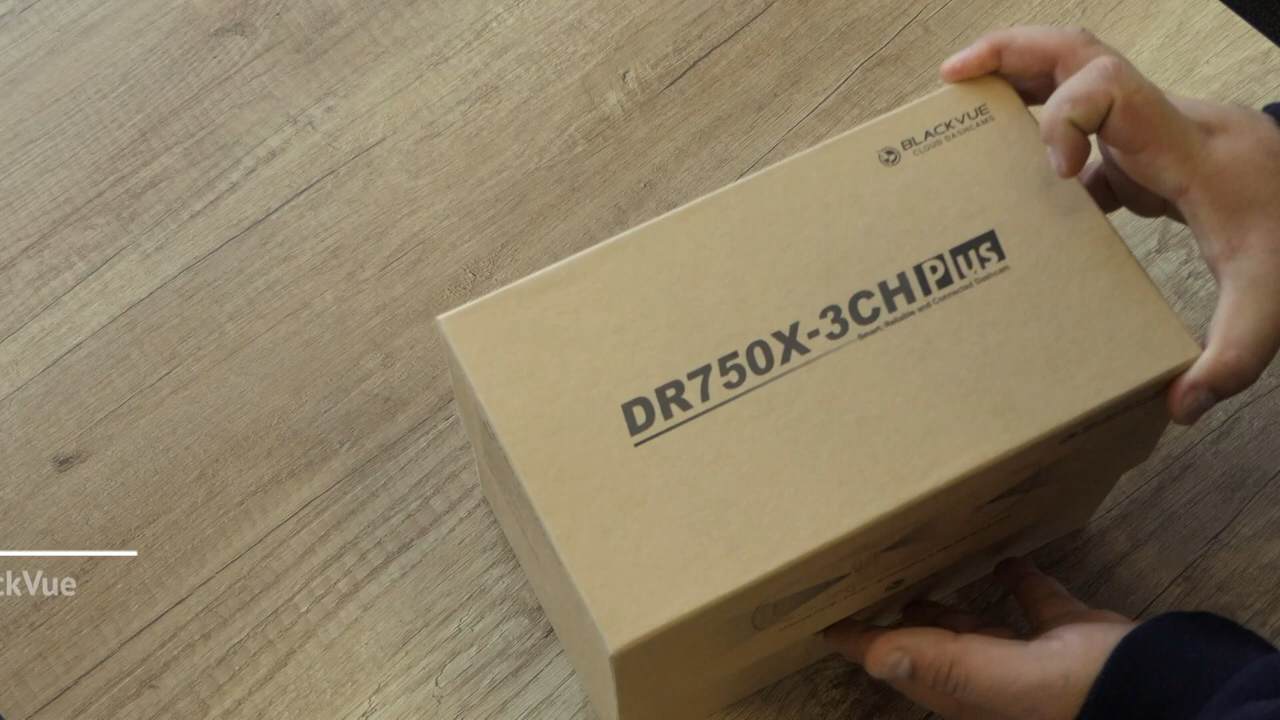 BLACKVUE
CLOUD DASHCAMS
DR750X-3CH Plus
Smart, Reliable and Connected Dashcam
ckVue